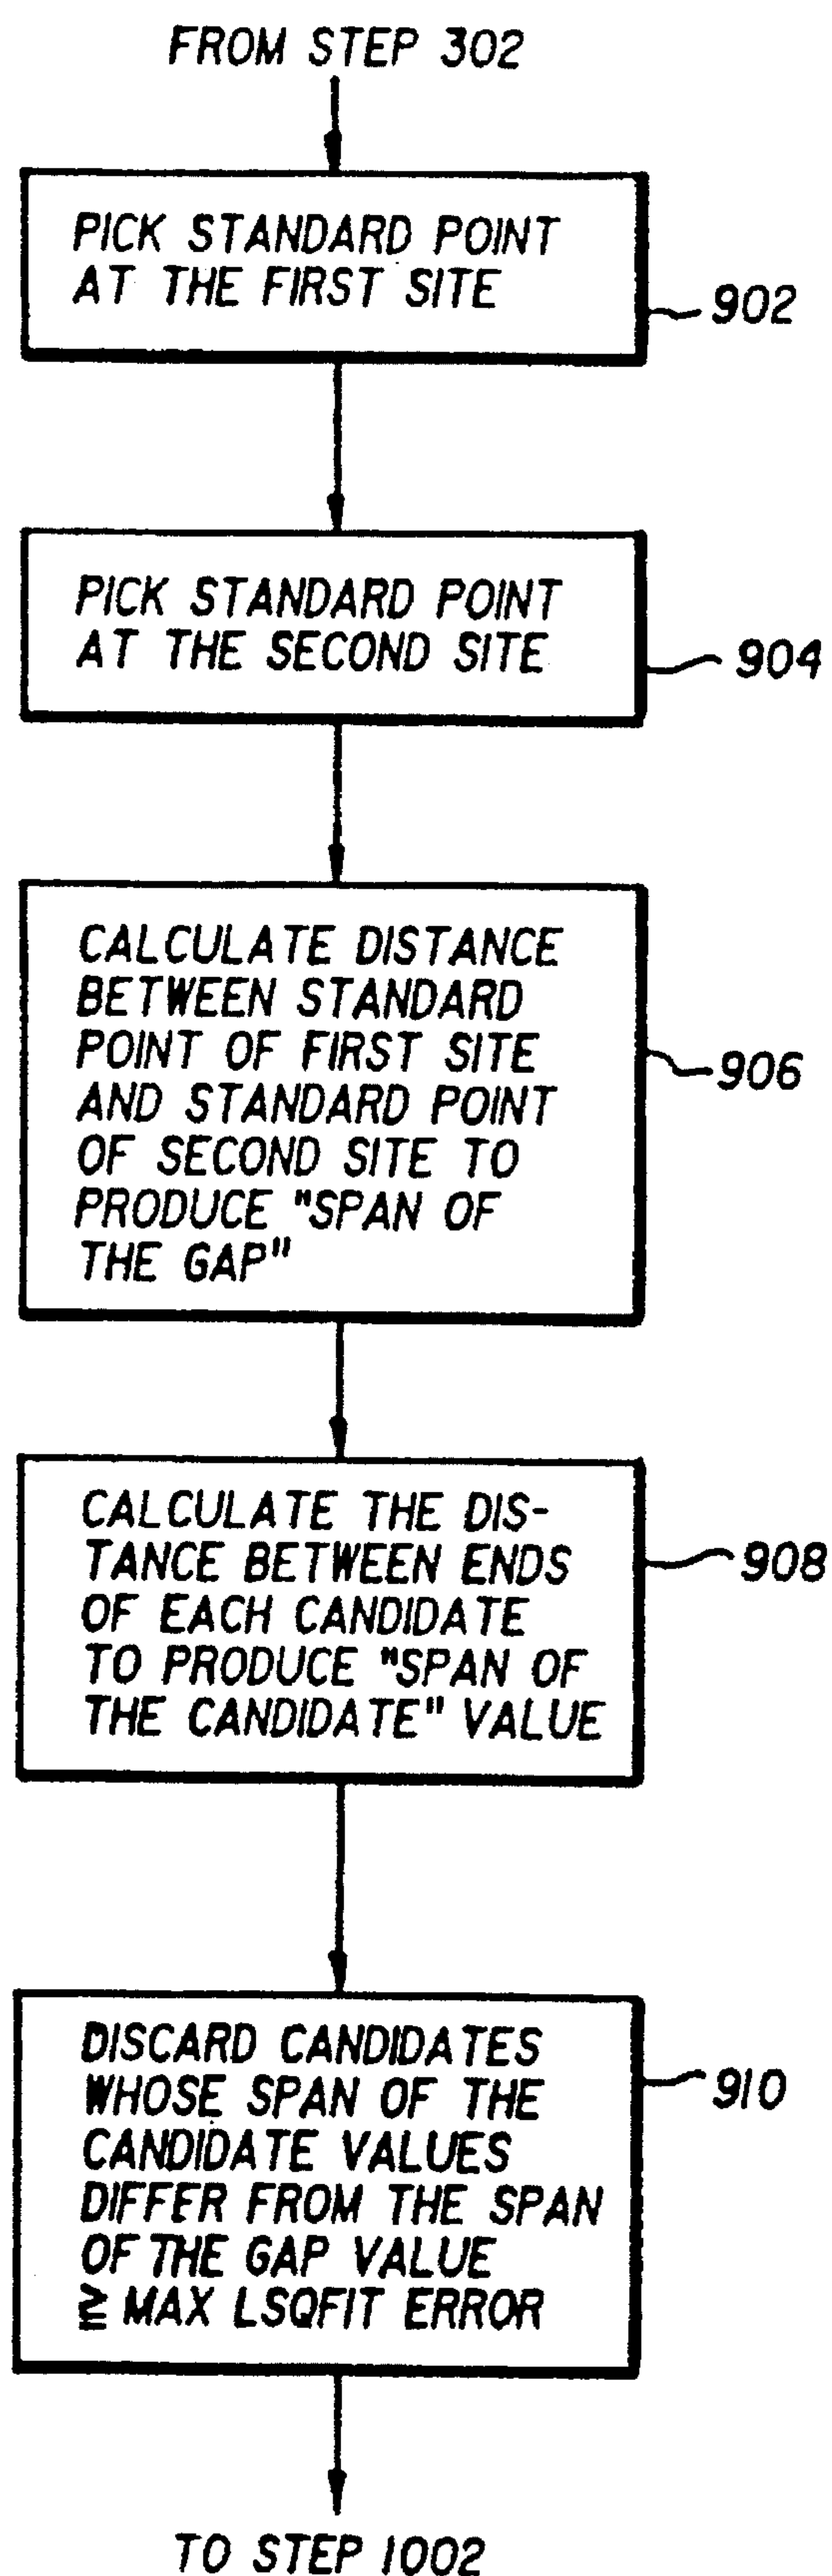 FROM STEP 302
PICK STANDARD POINT
AT THE FIRST SITE
902
PICK STANDARD POINT
AT THE SECOND SITE
904
CALCULATE DISTANCE
BETWEEN STANDARD
POINT OF FIRST SITE
AND STANDARD POINT
OF SECOND SITE TO
PRODUCE "SPAN OF
THE GAP"
906
CALCULATE THE DIS-
TANCE BETWEEN ENDS
OF EACH CANDIDATE
TO PRODUCE "SPAN OF
THE CANDIDATE" VALUE
908
DISCARD CANDIDATES
WHOSE SPAN OF THE
CANDIDATE VALUES
DIFFER FROM THE SPAN
OF THE GAP VALUE
≧ MAX LSQFIT ERROR
910
TO STEP 1002